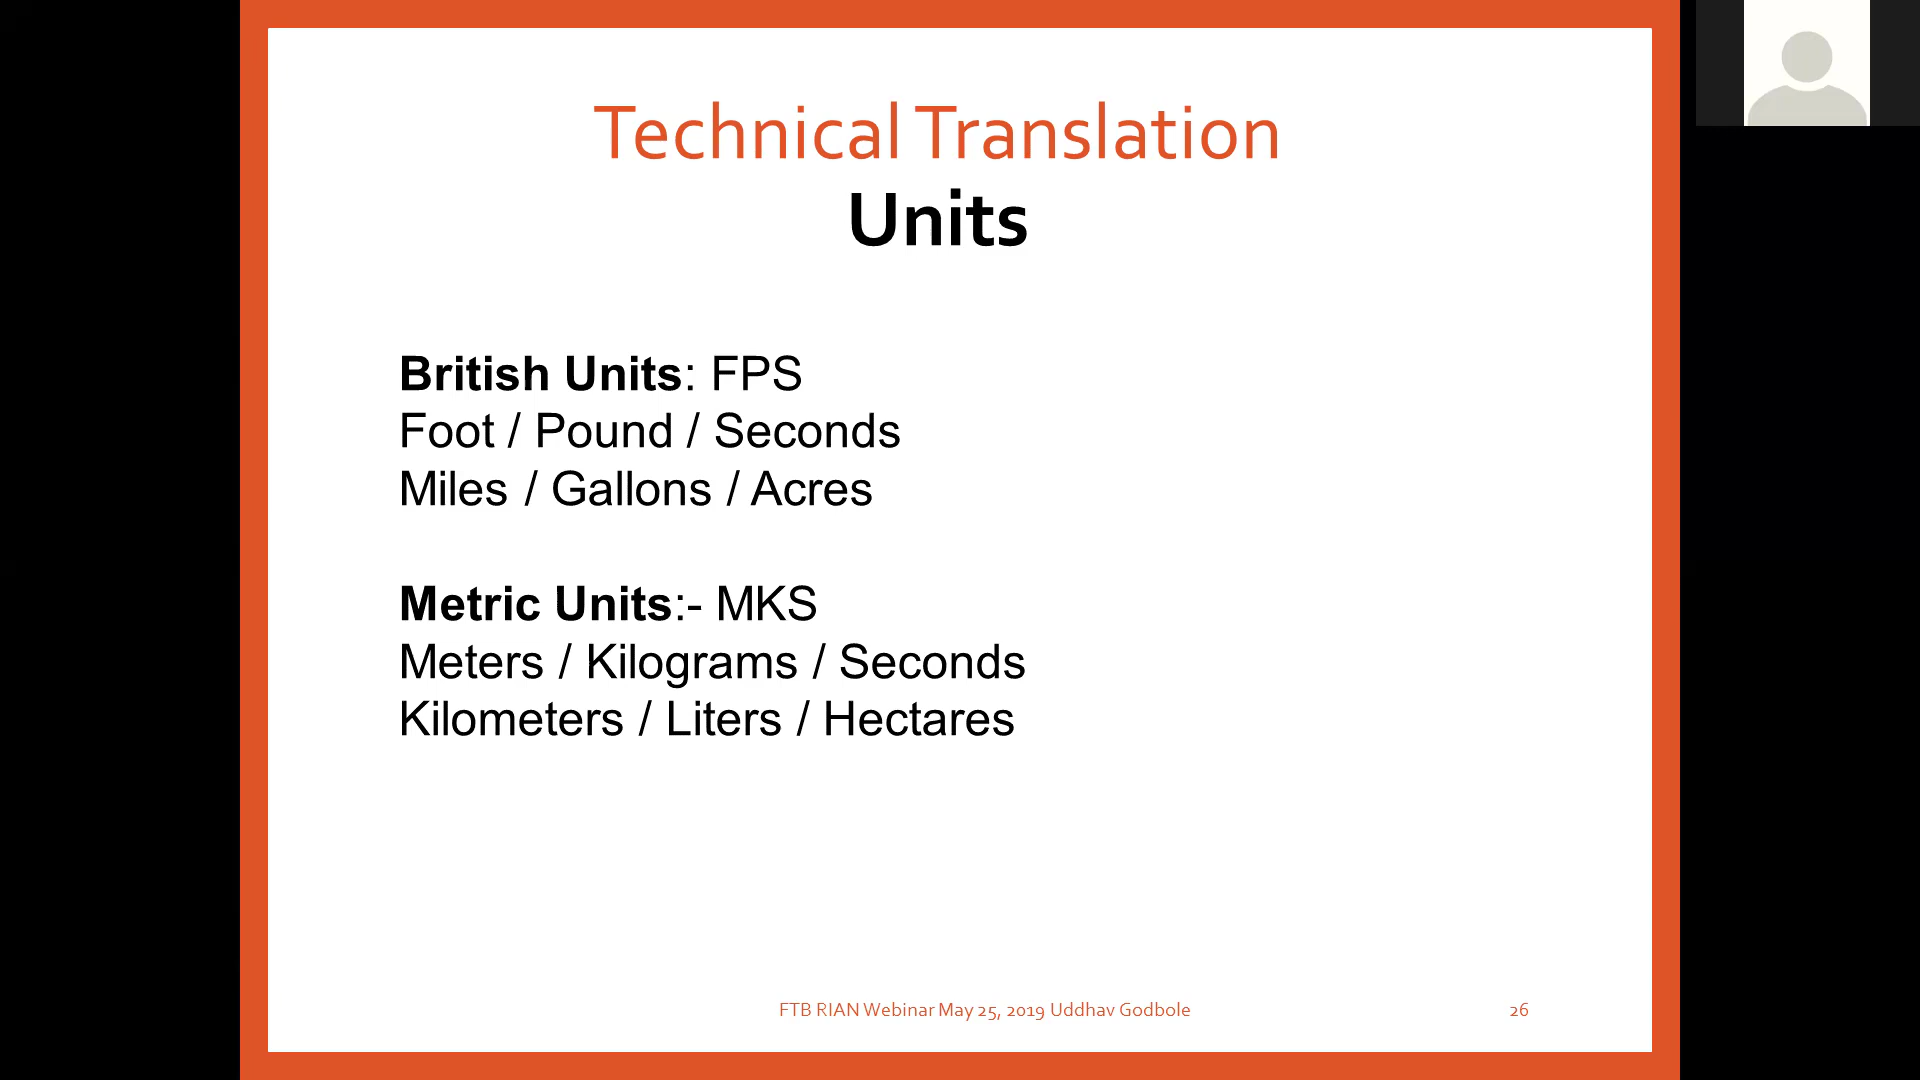 Technical Translation
Units
British Units: FPS
Foot / Pound / Seconds
Miles / Gallons / Acres
Metric Units:- MKS
Meters / Kilograms / Seconds
Kilometers / Liters / Hectares
FTB RIAN Webinar May 25, 2019 Uddhav Godbole
26